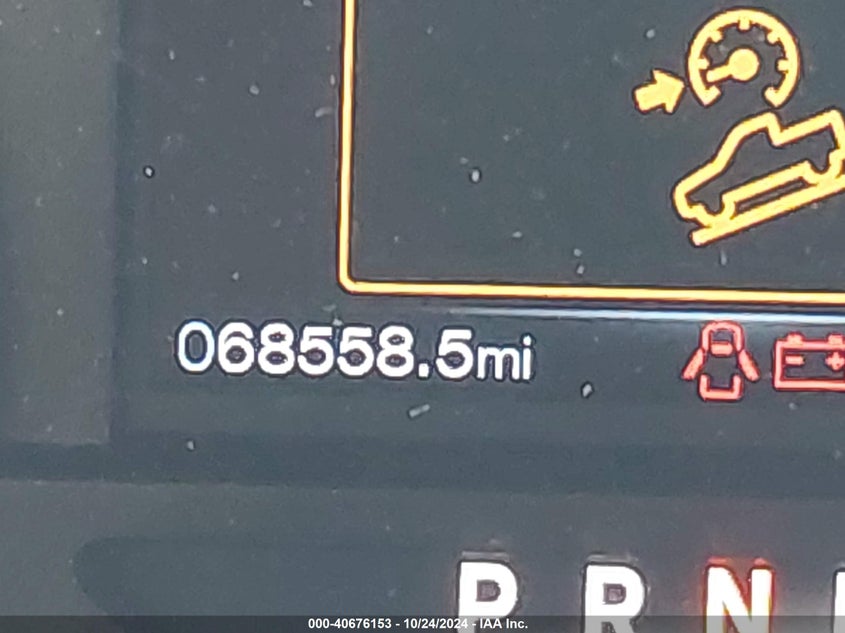 068558.5mi
P R N
000-40676153 - 10/24/2024 - IAA Inc.